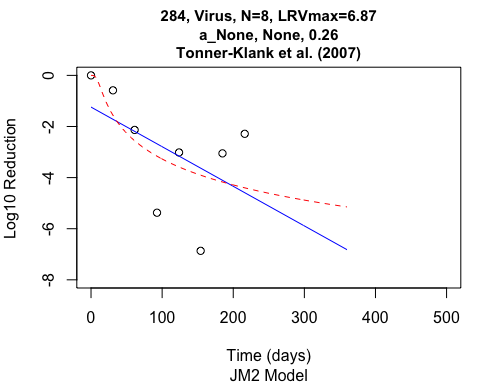 284, Virus, N=8, LRVmax=6.87
a_None, None, 0.26
Tonner-Klank et al. (2007)
Log10 Reduction
0
-2
-4
-6
-8
0 100 200 300 400 500
Time (days)
JM2 Model